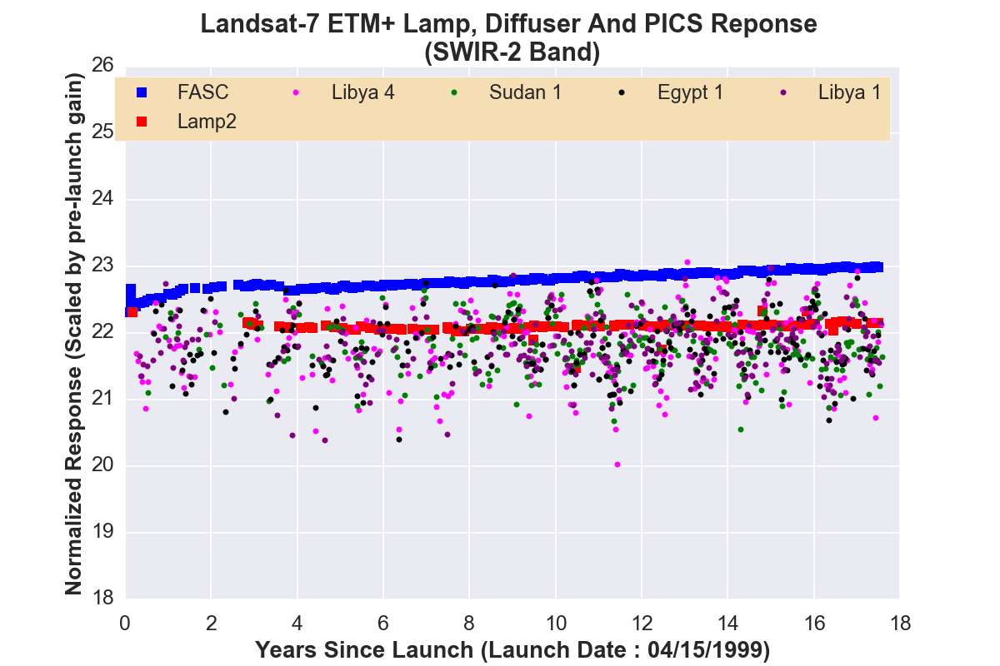 Landsat-7 ETM+ Lamp, Diffuser And PICS Reponse
(SWIR-2 Band)
FASC
Libya 4
Sudan 1
Egypt 1
Libya 1
Lamp2
Normalized Response (Scaled by pre-launch gain)
26
25
24
23
22
21
20
19
18
0 2 4 6 8 10 12 14 16 18
Years Since Launch (Launch Date : 04/15/1999)